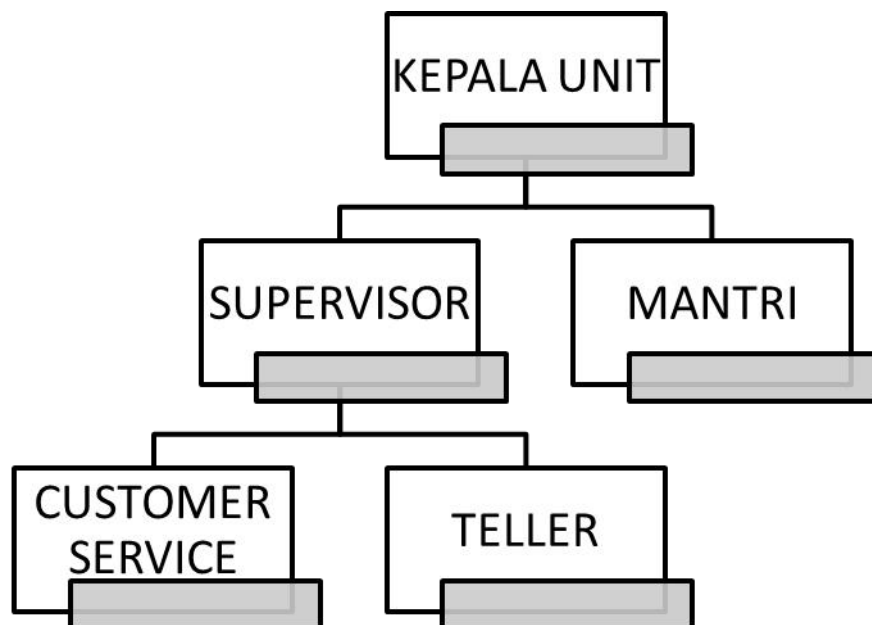 KEPALA UNIT
SUPERVISOR
MANTRI
CUSTOMER
SERVICE
TELLER